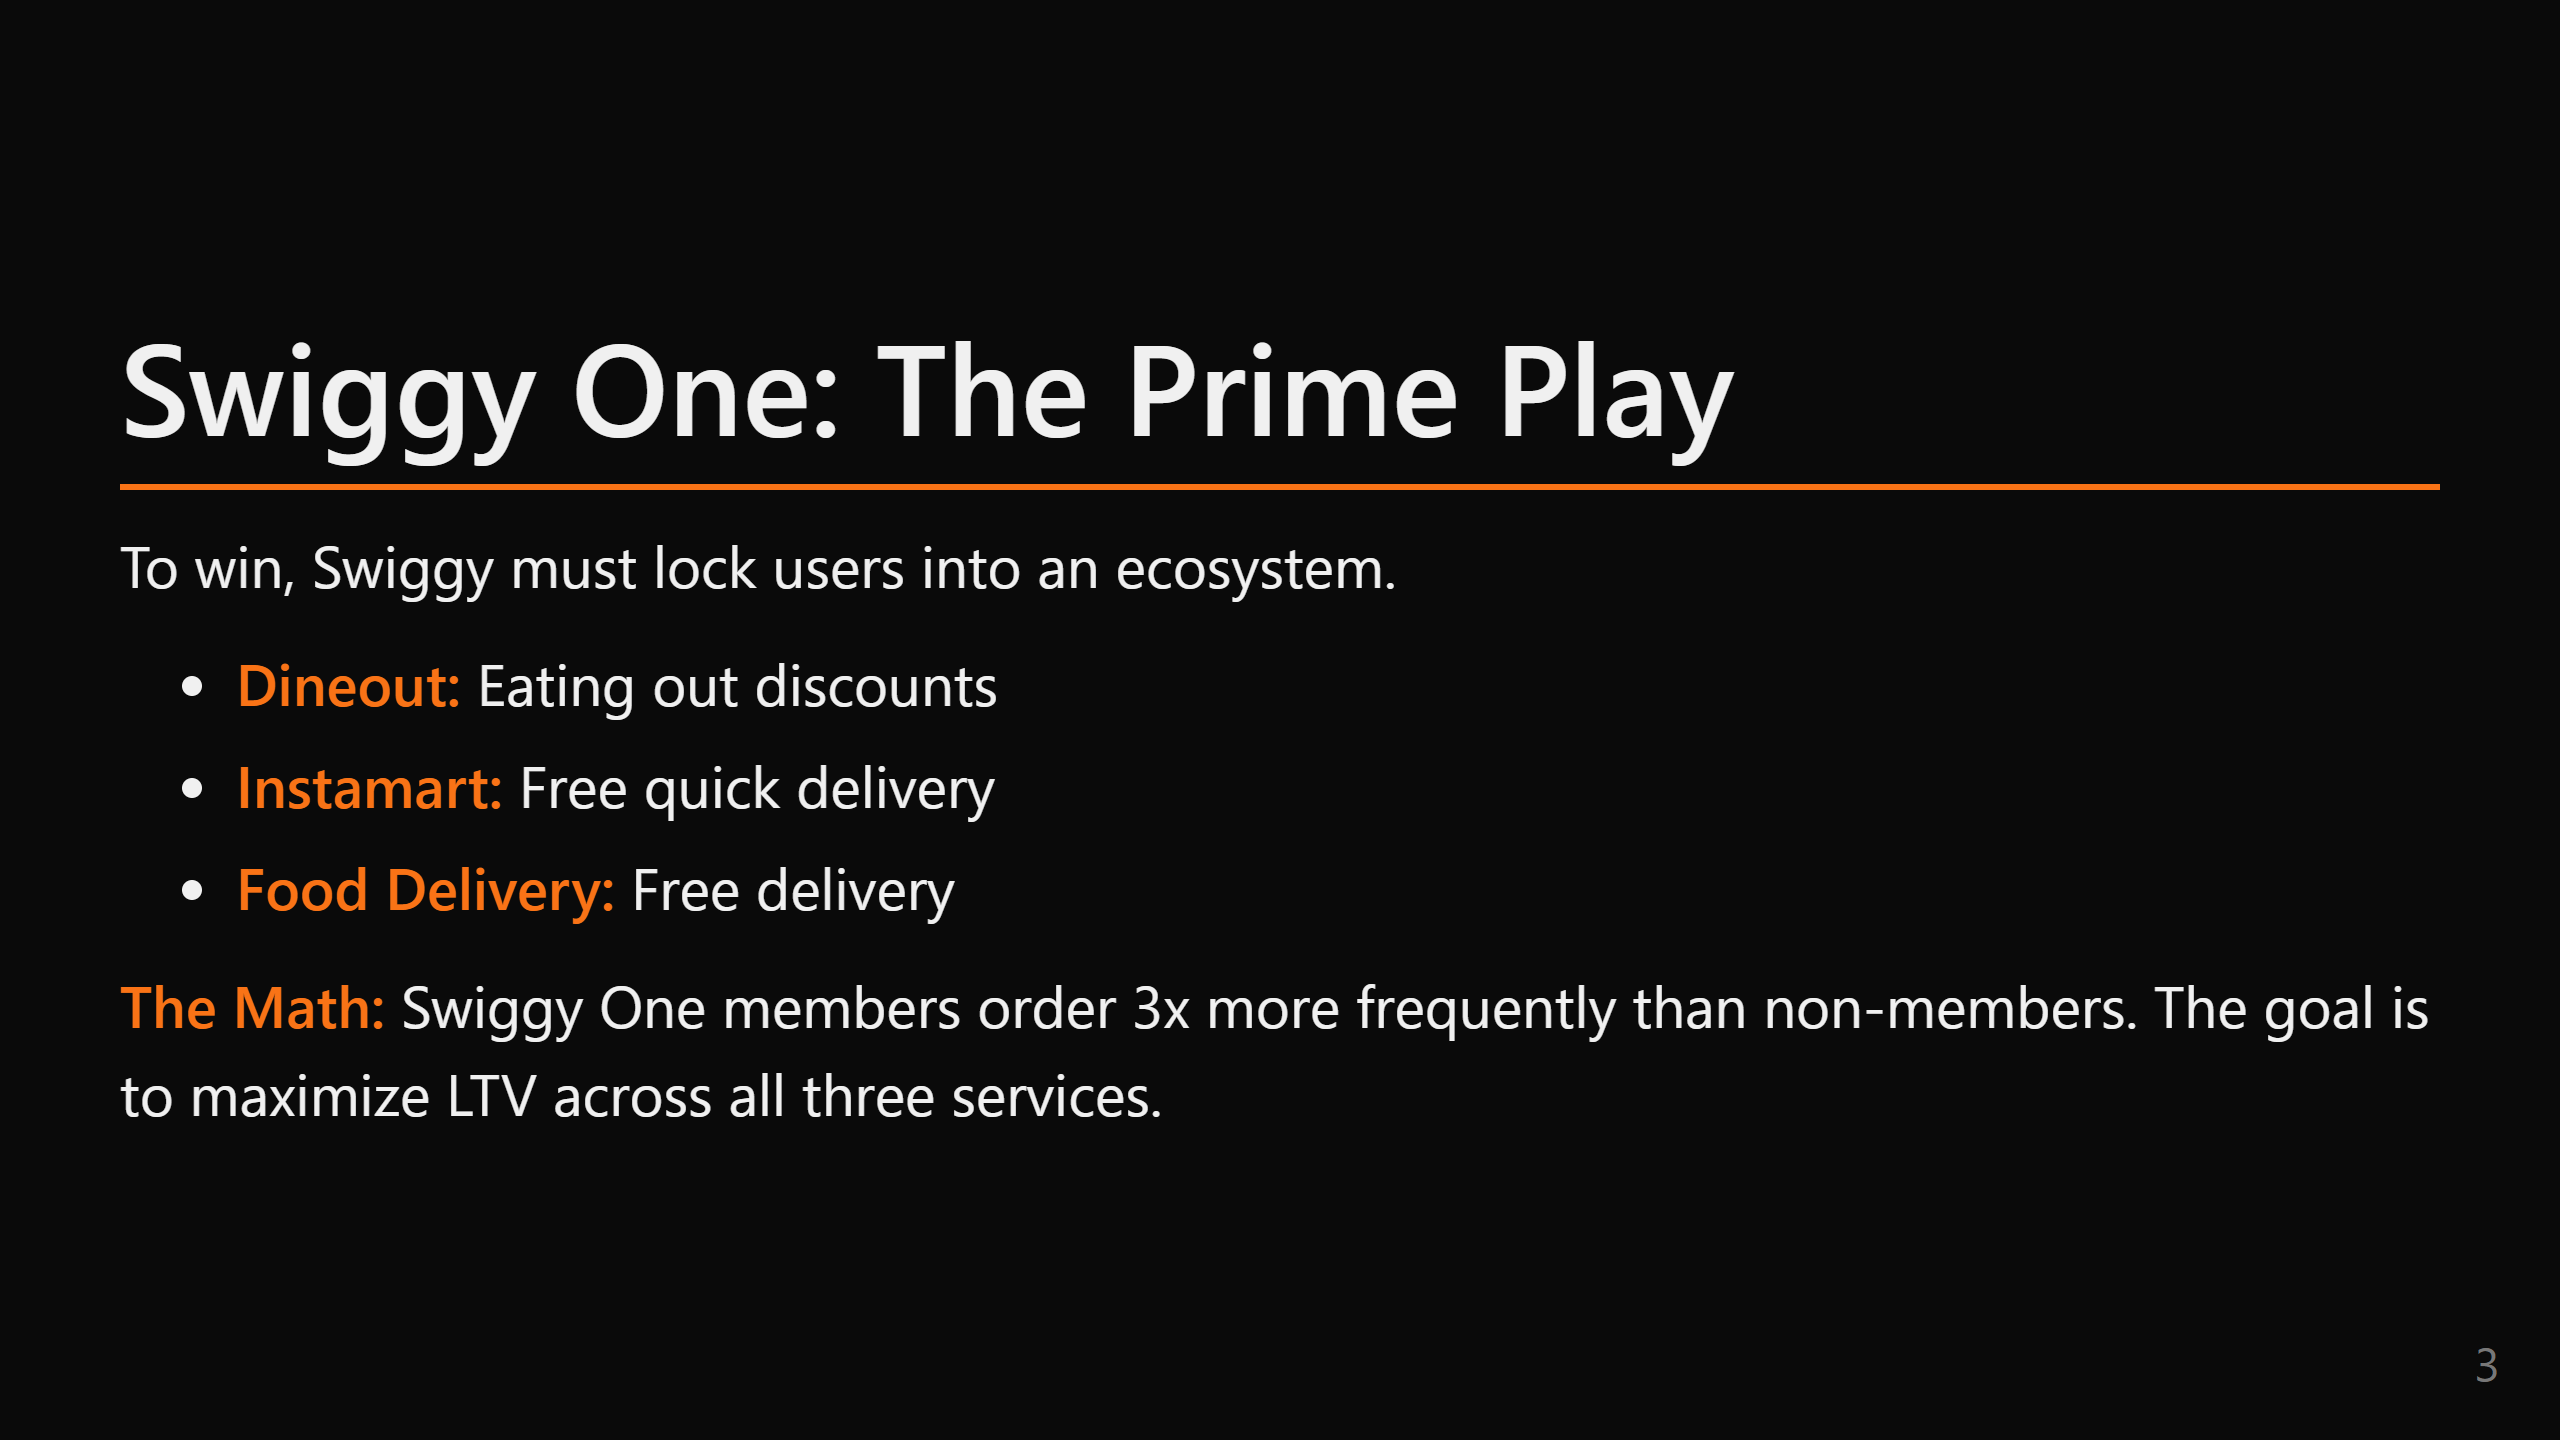 Swiggy One: The Prime Play
To win, Swiggy must lock users into an ecosystem.
• Dineout: Eating out discounts
• Instamart: Free quick delivery
• Food Delivery: Free delivery
The Math: Swiggy One members order 3x more frequently than non-members. The goal is
to maximize LTV across all three services.
3